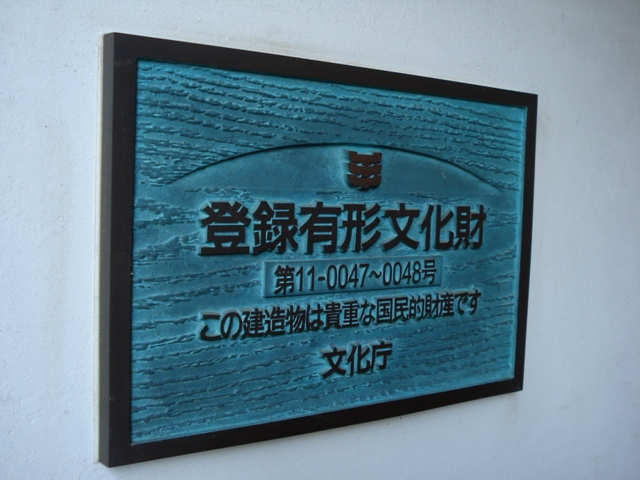 登録有形文化財
第11-0047~0048号
この建造物は貴重な国民的財産です
文化庁